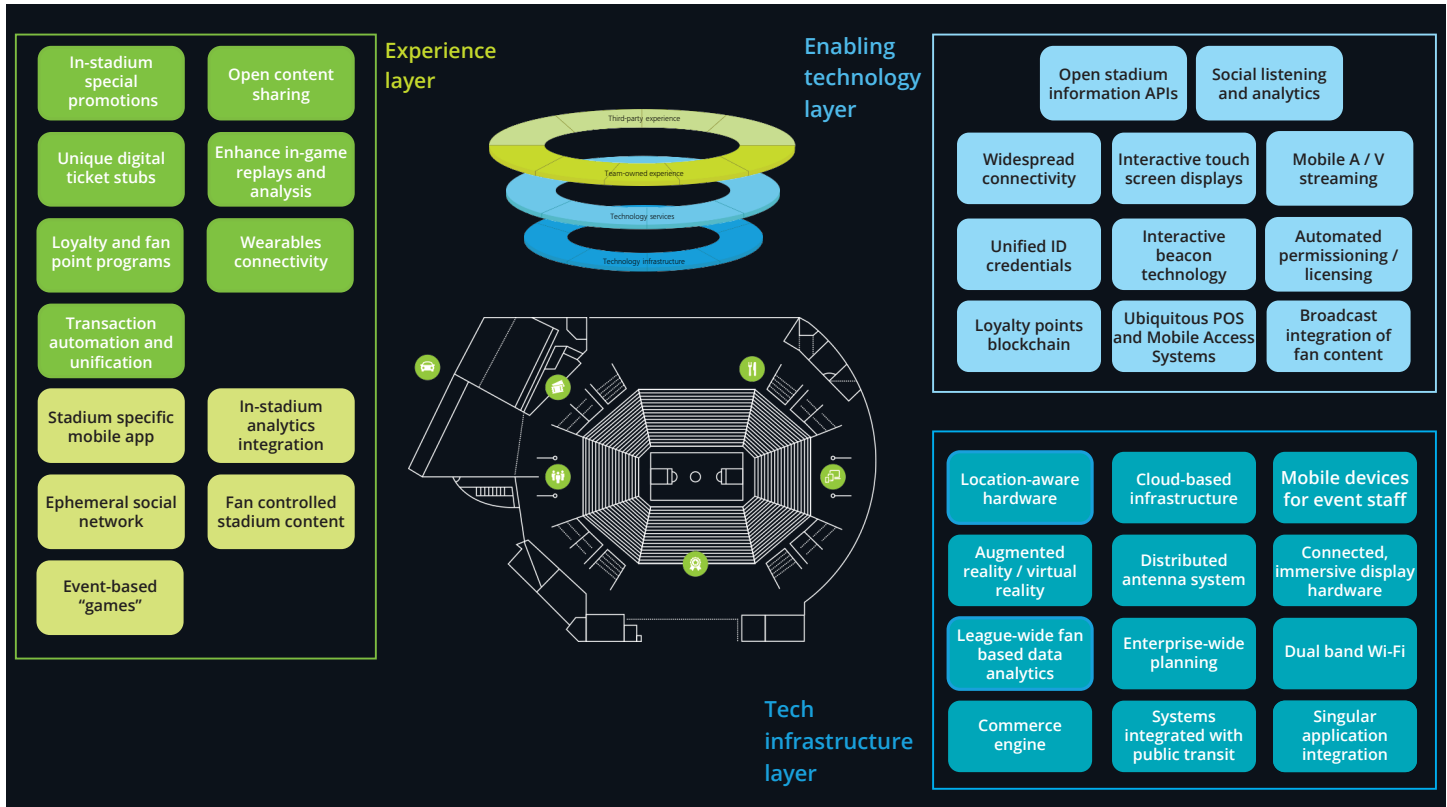 In-stadium
special
promotions
Open content
sharing
Unique digital
ticket stubs
Enhance in-game
replays and
analysis
Loyalty and fan
point programs
Wearables
connectivity
Transaction
automation and
unification
Stadium specific
mobile app
In-stadium
analytics
integration
Ephemeral social
network
Fan controlled
stadium content
Event-based
“games”
Experience
layer
Third-party experience
Team-owned experience
Technology services
Technology infrastructure
Enabling
technology
layer
Open stadium
information APIs
Social listening
and analytics
Widespread
connectivity
Interactive touch
screen displays
Mobile A / V
streaming
Unified ID
credentials
Interactive
beacon
technology
Automated
permissioning /
licensing
Loyalty points
blockchain
Ubiquitous POS
and Mobile Access
Systems
Broadcast
integration of
fan content
Tech
infrastructure
layer
Location-aware
hardware
Cloud-based
infrastructure
Mobile devices
for event staff
Augmented
reality / virtual
reality
Distributed
antenna system
Connected,
immersive display
hardware
League-wide fan
based data
analytics
Enterprise-wide
planning
Dual band Wi-Fi
Commerce
engine
Systems
integrated with
public transit
Singular
application
integration